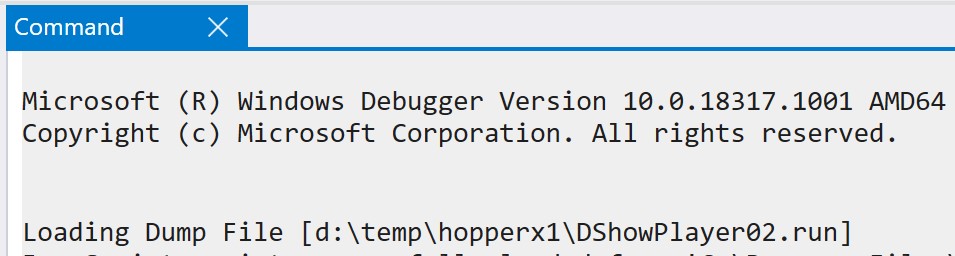 Command
Microsoft (R) Windows Debugger Version 10.0.18317.1001 AMD64
Copyright (c) Microsoft Corporation. All rights reserved.
Loading Dump File [d:\temp\hopperx1\DShowPlayer02.run]